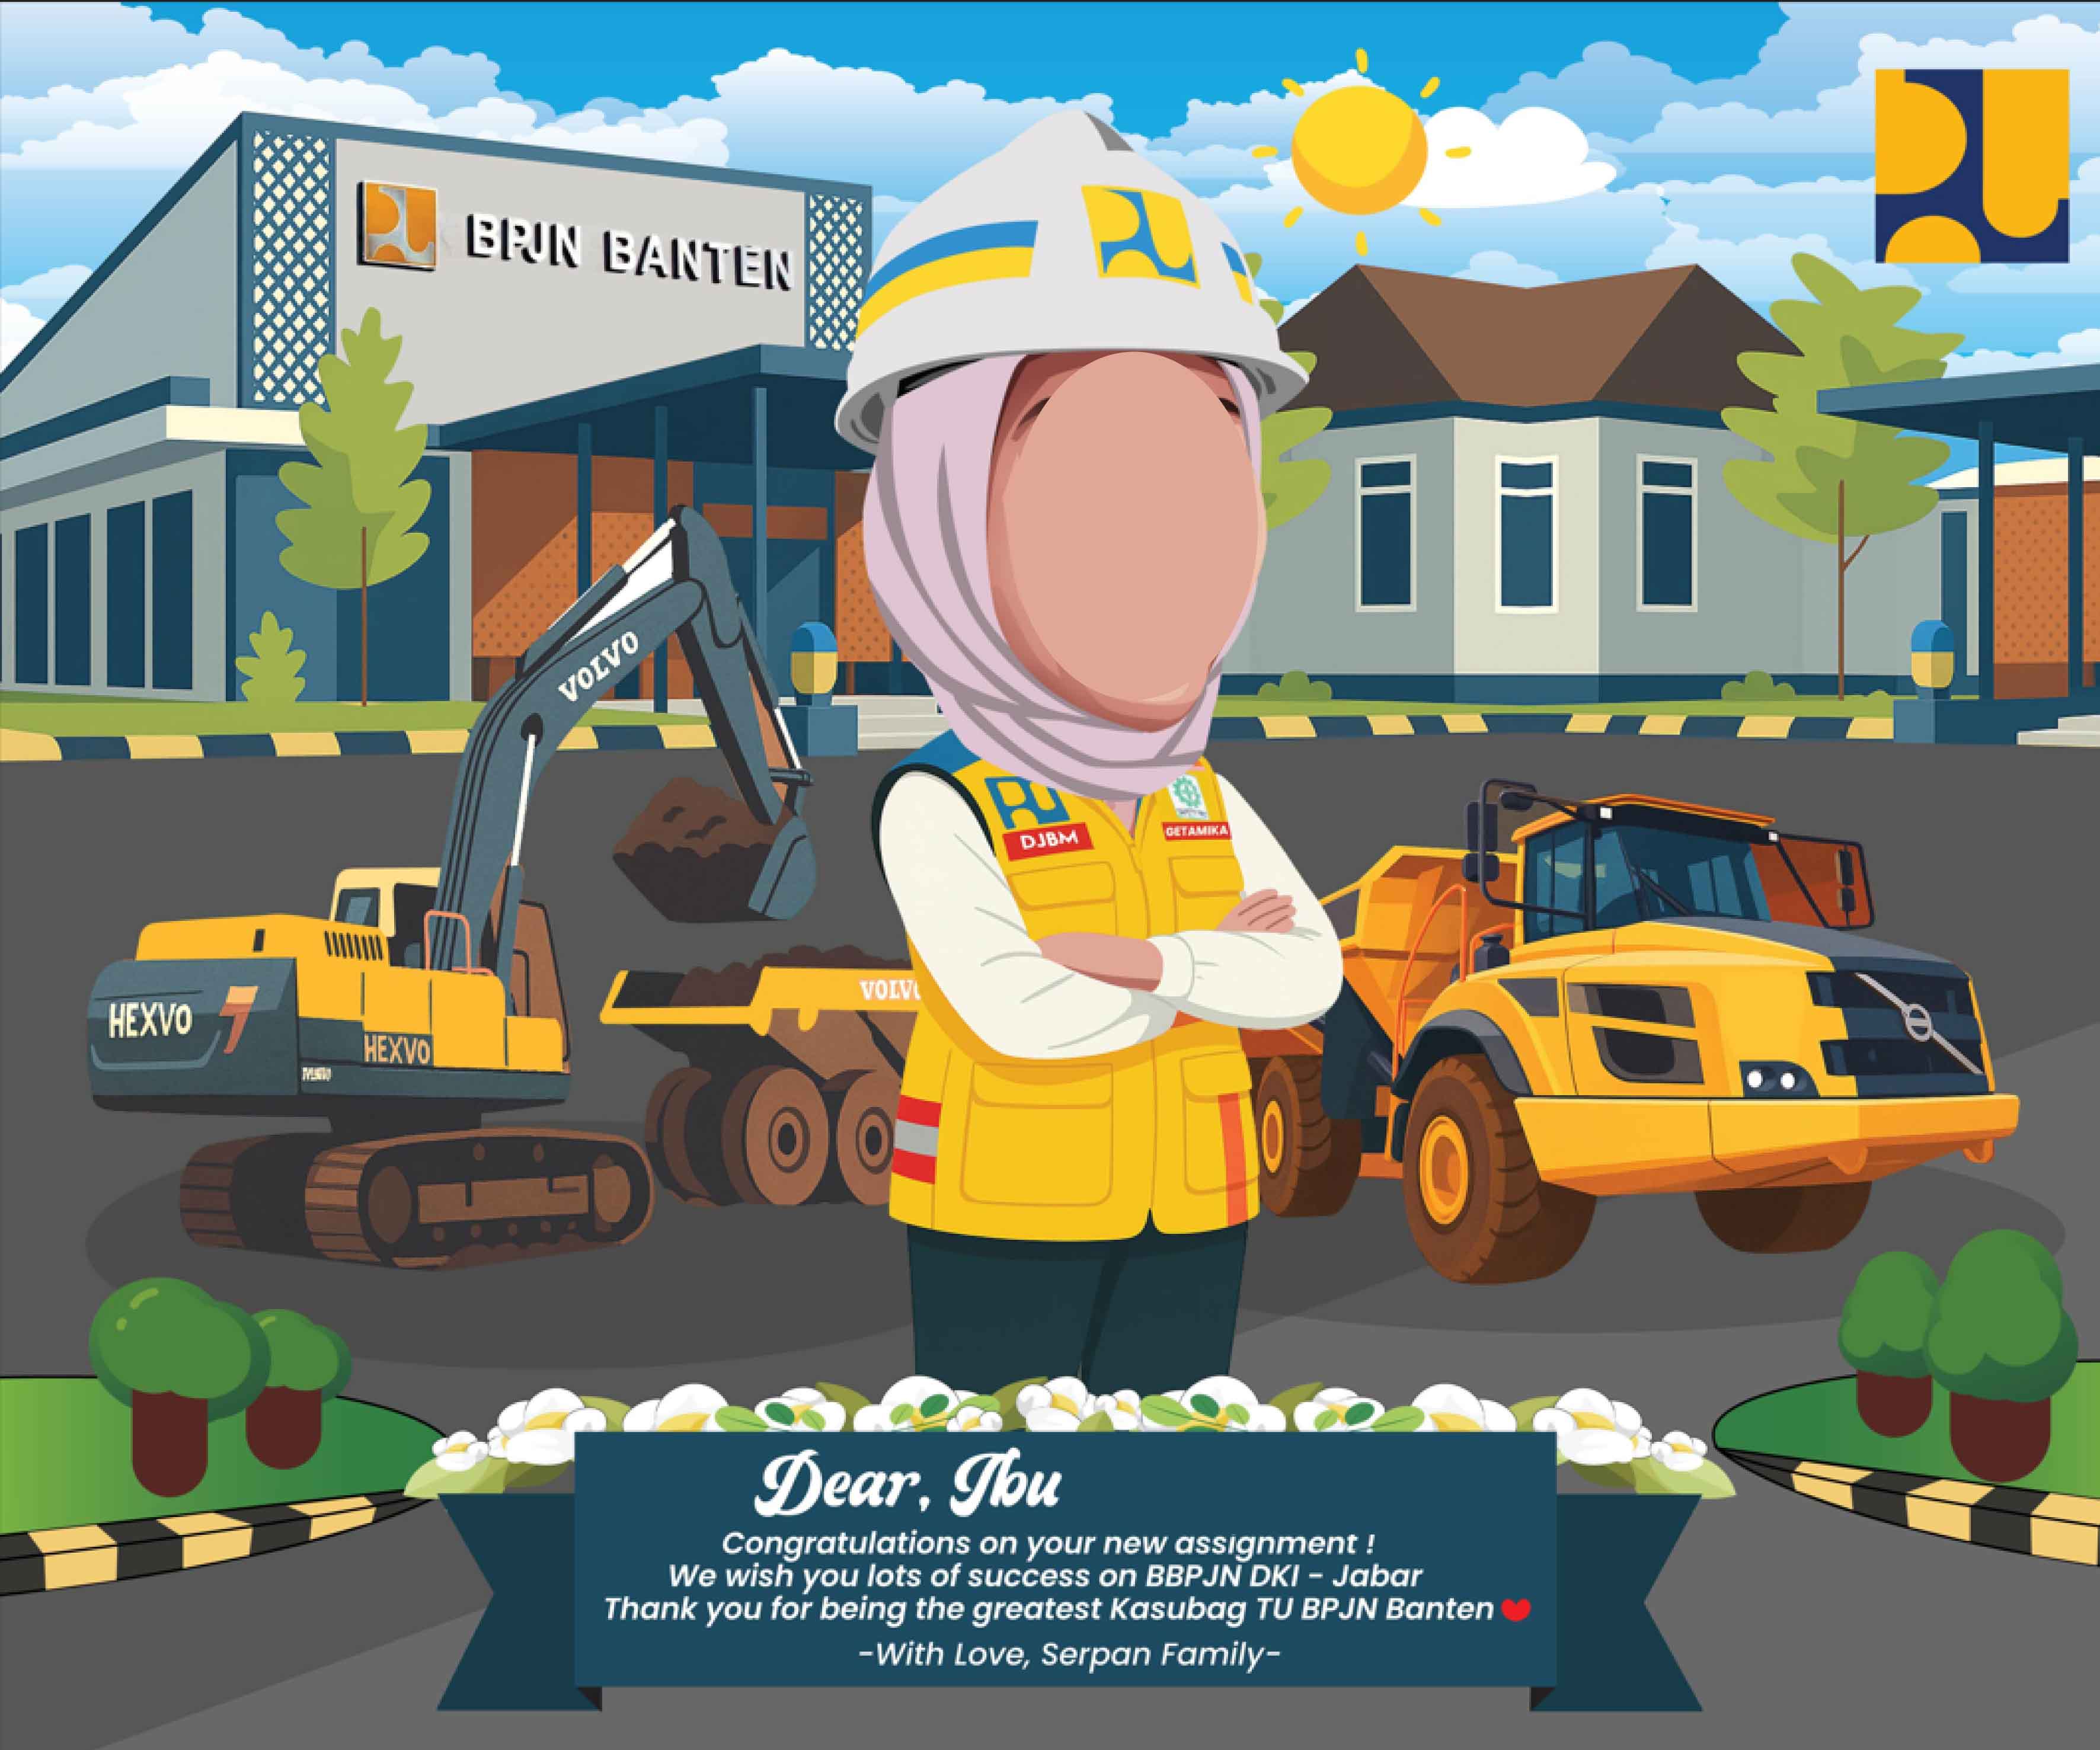 BPJN BANTEN
VOLVO
DJBM
GETAMIKA
HEXVO
HEXVO
VOLVO
Dear, Ibu
Congratulations on your new assignment !
We wish you lots of success on BBPJN DKI - Jabar
Thank you for being the greatest Kasubag TU BPJN Banten
-With Love, Serpan Family-